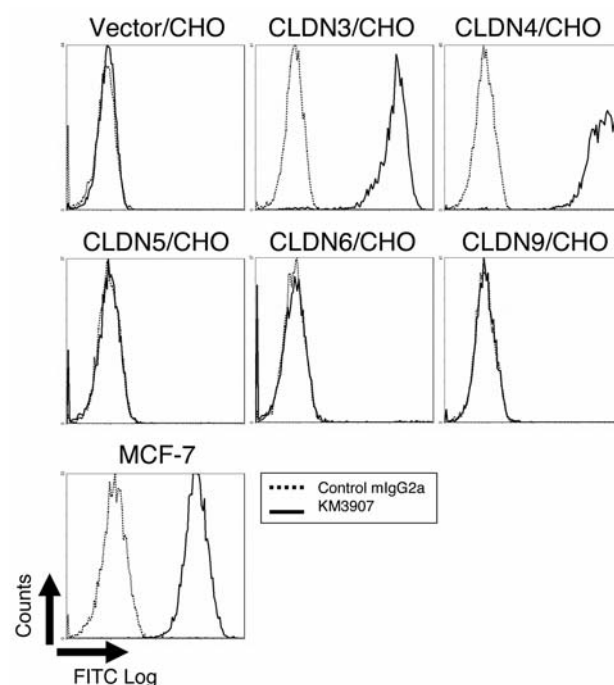 Vector/CHO CLDN3/CHO CLDN4/CHO
CLDN5/CHO CLDN6/CHO CLDN9/CHO
MCF-7
Control mIgG2a
KM3907
Counts
FITC Log